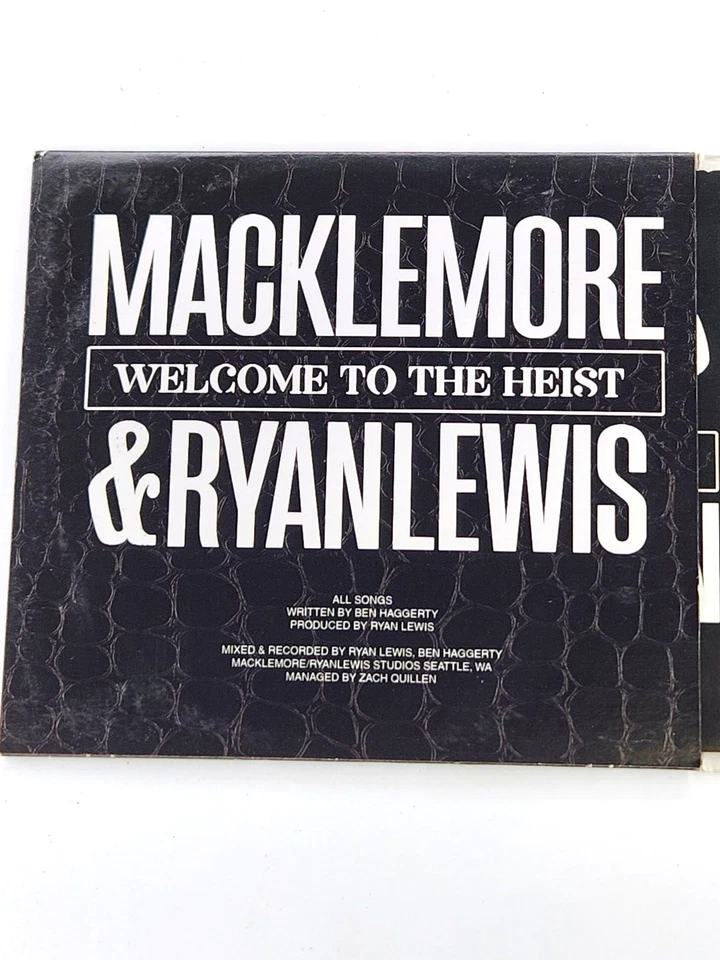 MACKLEMORE
WELCOME TO THE HEIST
&RYANLEWIS
ALL SONGS
WRITTEN BY BEN HAGGERTY
PRODUCED BY RYAN LEWIS
MIXED & RECORDED BY RYAN LEWIS, BEN HAGGERTY
MACKLEMORE/RYANLEWIS STUDIOS SEATTLE, WA
MANAGED BY ZACH QUILLEN